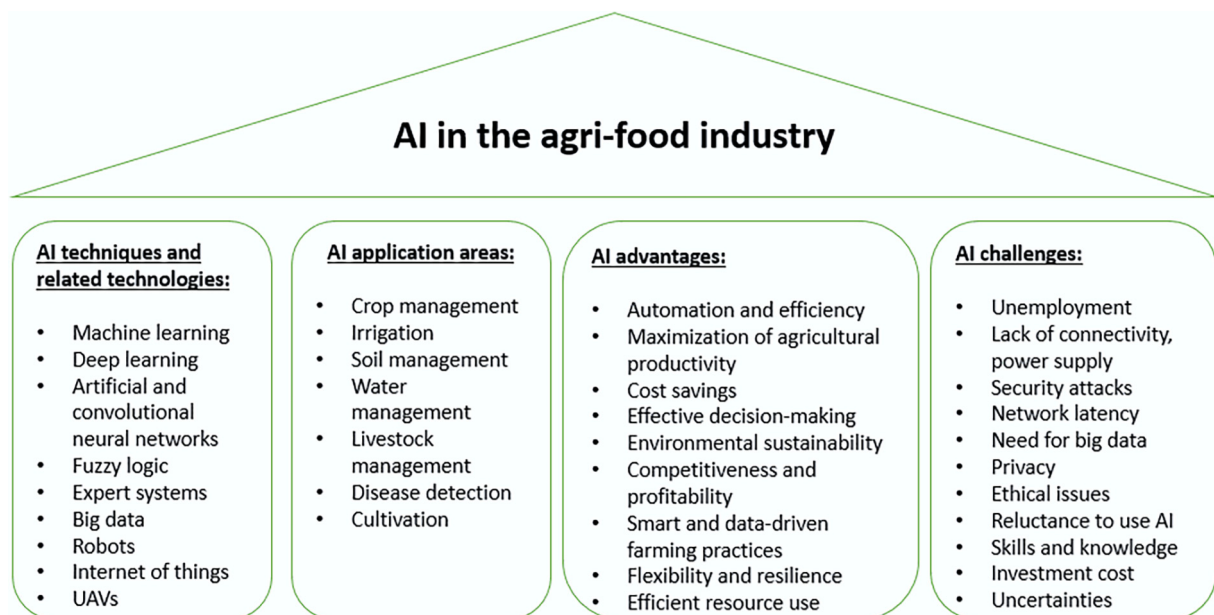 AI in the agri-food industry
AI techniques and
related technologies:
• Machine learning
• Deep learning
• Artificial and
convolutional
neural networks
• Fuzzy logic
• Expert systems
• Big data
• Robots
• Internet of things
• UAVs
AI application areas:
• Crop management
• Irrigation
• Soil management
• Water
management
• Livestock
management
• Disease detection
• Cultivation
AI advantages:
• Automation and efficiency
• Maximization of agricultural
productivity
• Cost savings
• Effective decision-making
• Environmental sustainability
• Competitiveness and
profitability
• Smart and data-driven
farming practices
• Flexibility and resilience
• Efficient resource use
AI challenges:
• Unemployment
• Lack of connectivity,
power supply
• Security attacks
• Network latency
• Need for big data
• Privacy
• Ethical issues
• Reluctance to use AI
• Skills and knowledge
• Investment cost
• Uncertainties